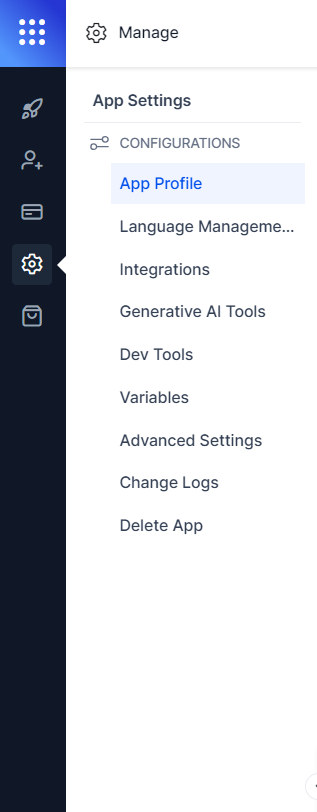 Manage
App Settings
CONFIGURATIONS
App Profile
Language Manageme...
Integrations
Generative AI Tools
Dev Tools
Variables
Advanced Settings
Change Logs
Delete App